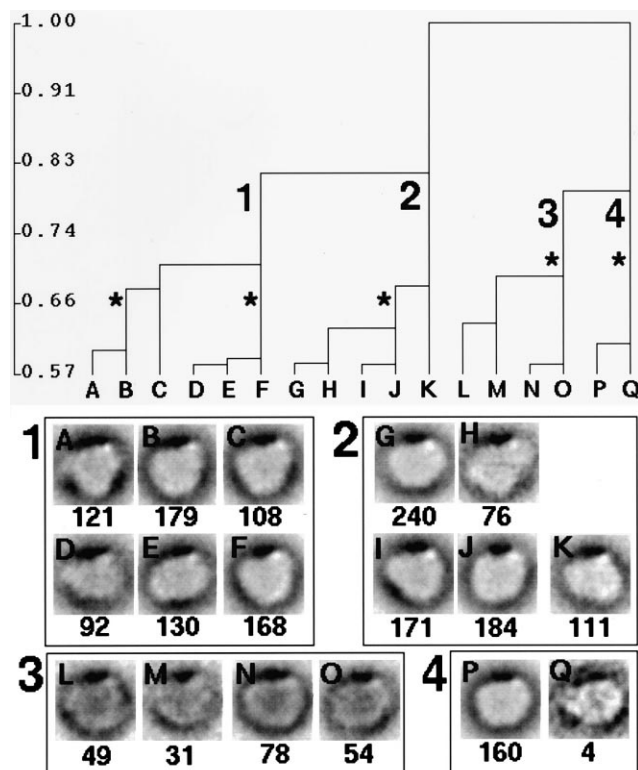 1.00
0.91
0.83
0.74
0.66
0.57
1 2 3 4
* * * * *
A B C D E F G H I J K L M N O P Q
1 2
A B C G H
121 179 108 240 76
D E F I J K
92 130 168 171 184 111
3 4
L M N O P Q
49 31 78 54 160 4